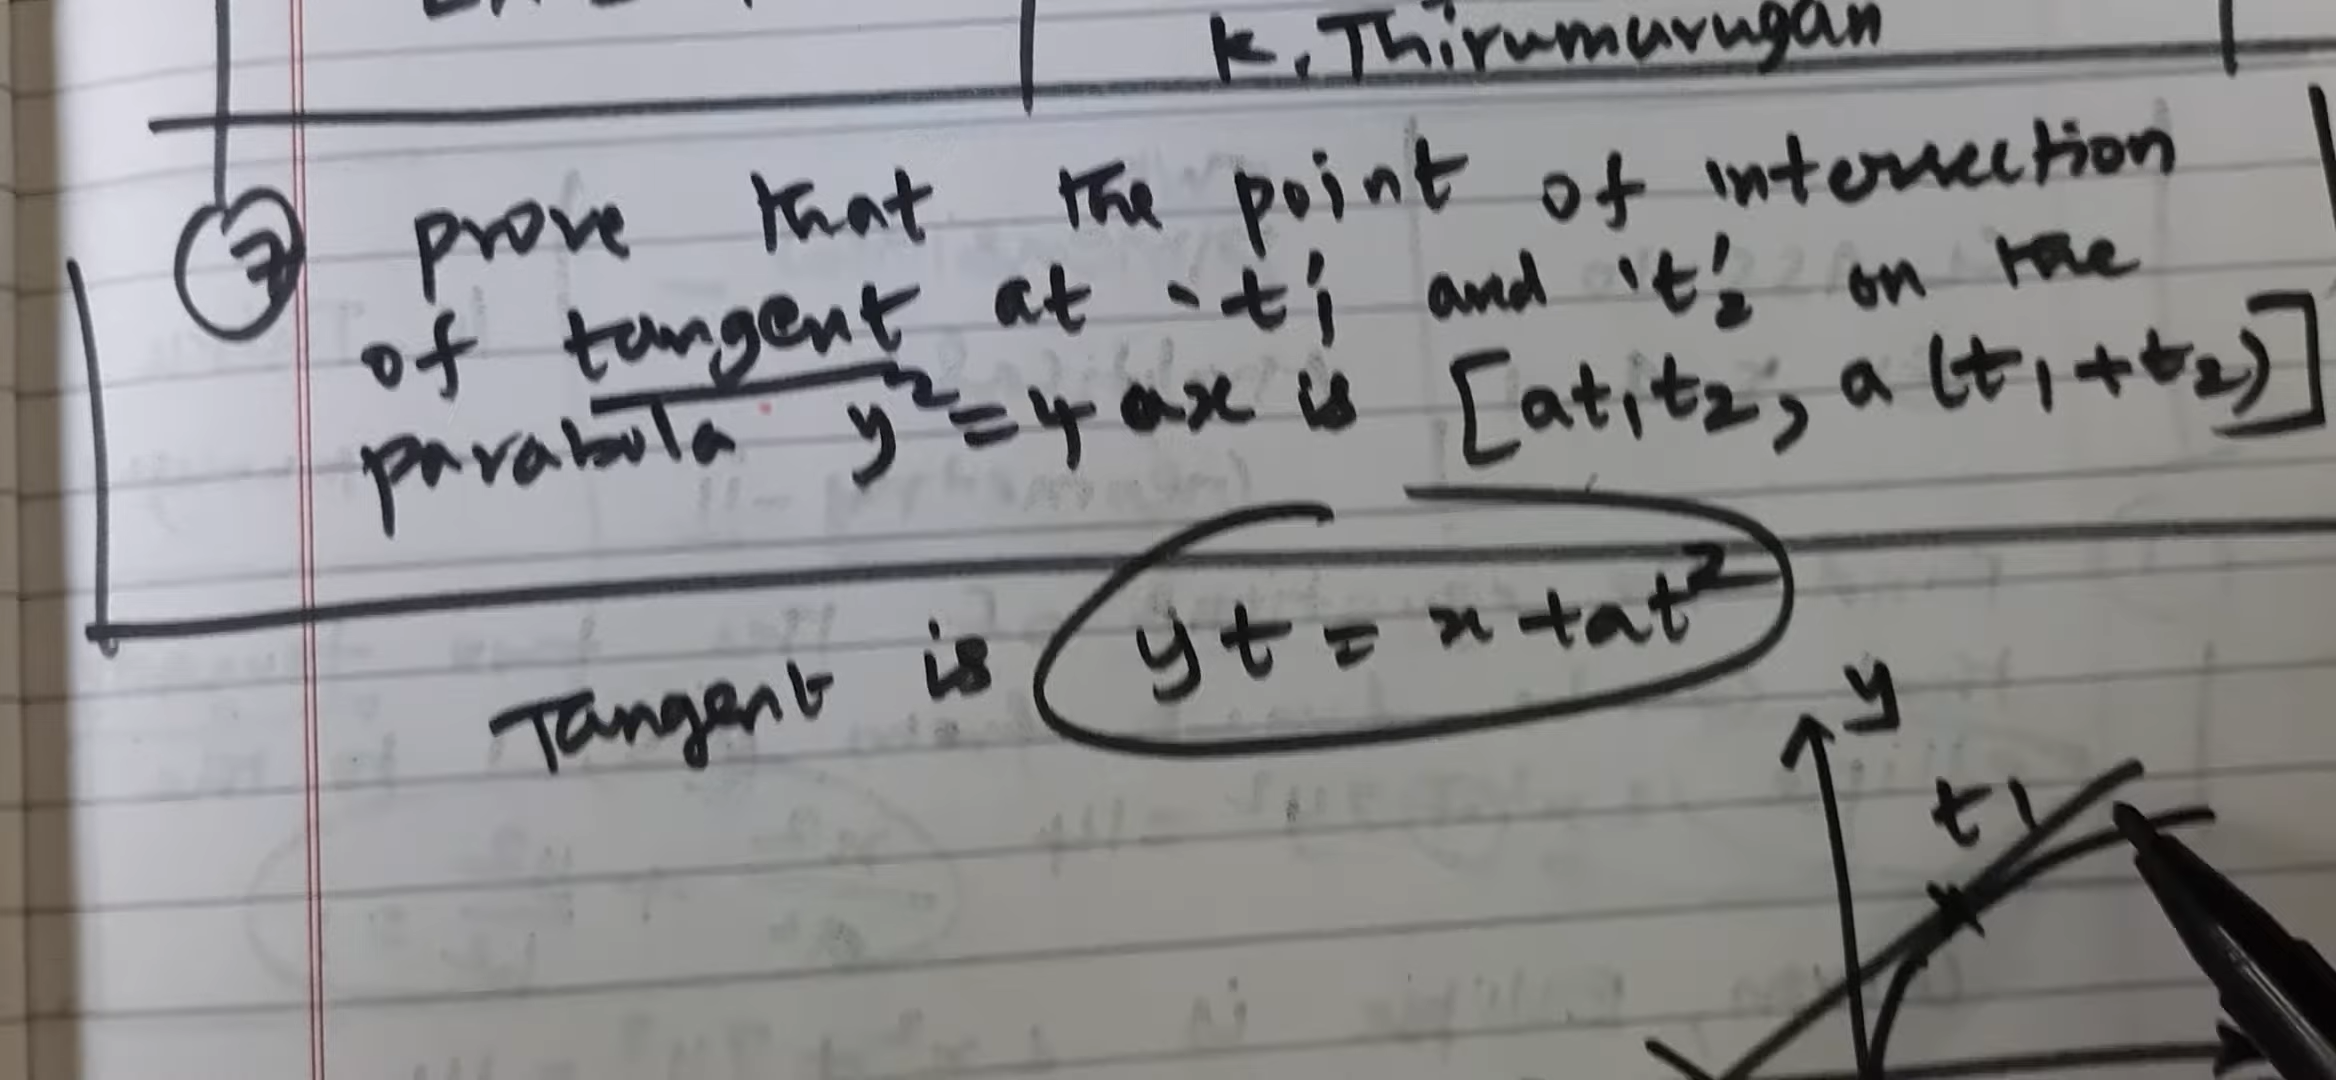 K. Thirumurugan
7 prove that the point of intersection
of tangent at 't₁' and 't₂' on the
parabola y² = 4ax is [at₁t₂, a(t₁+t₂)]
Tangent is yt = x + at²
y
t₁